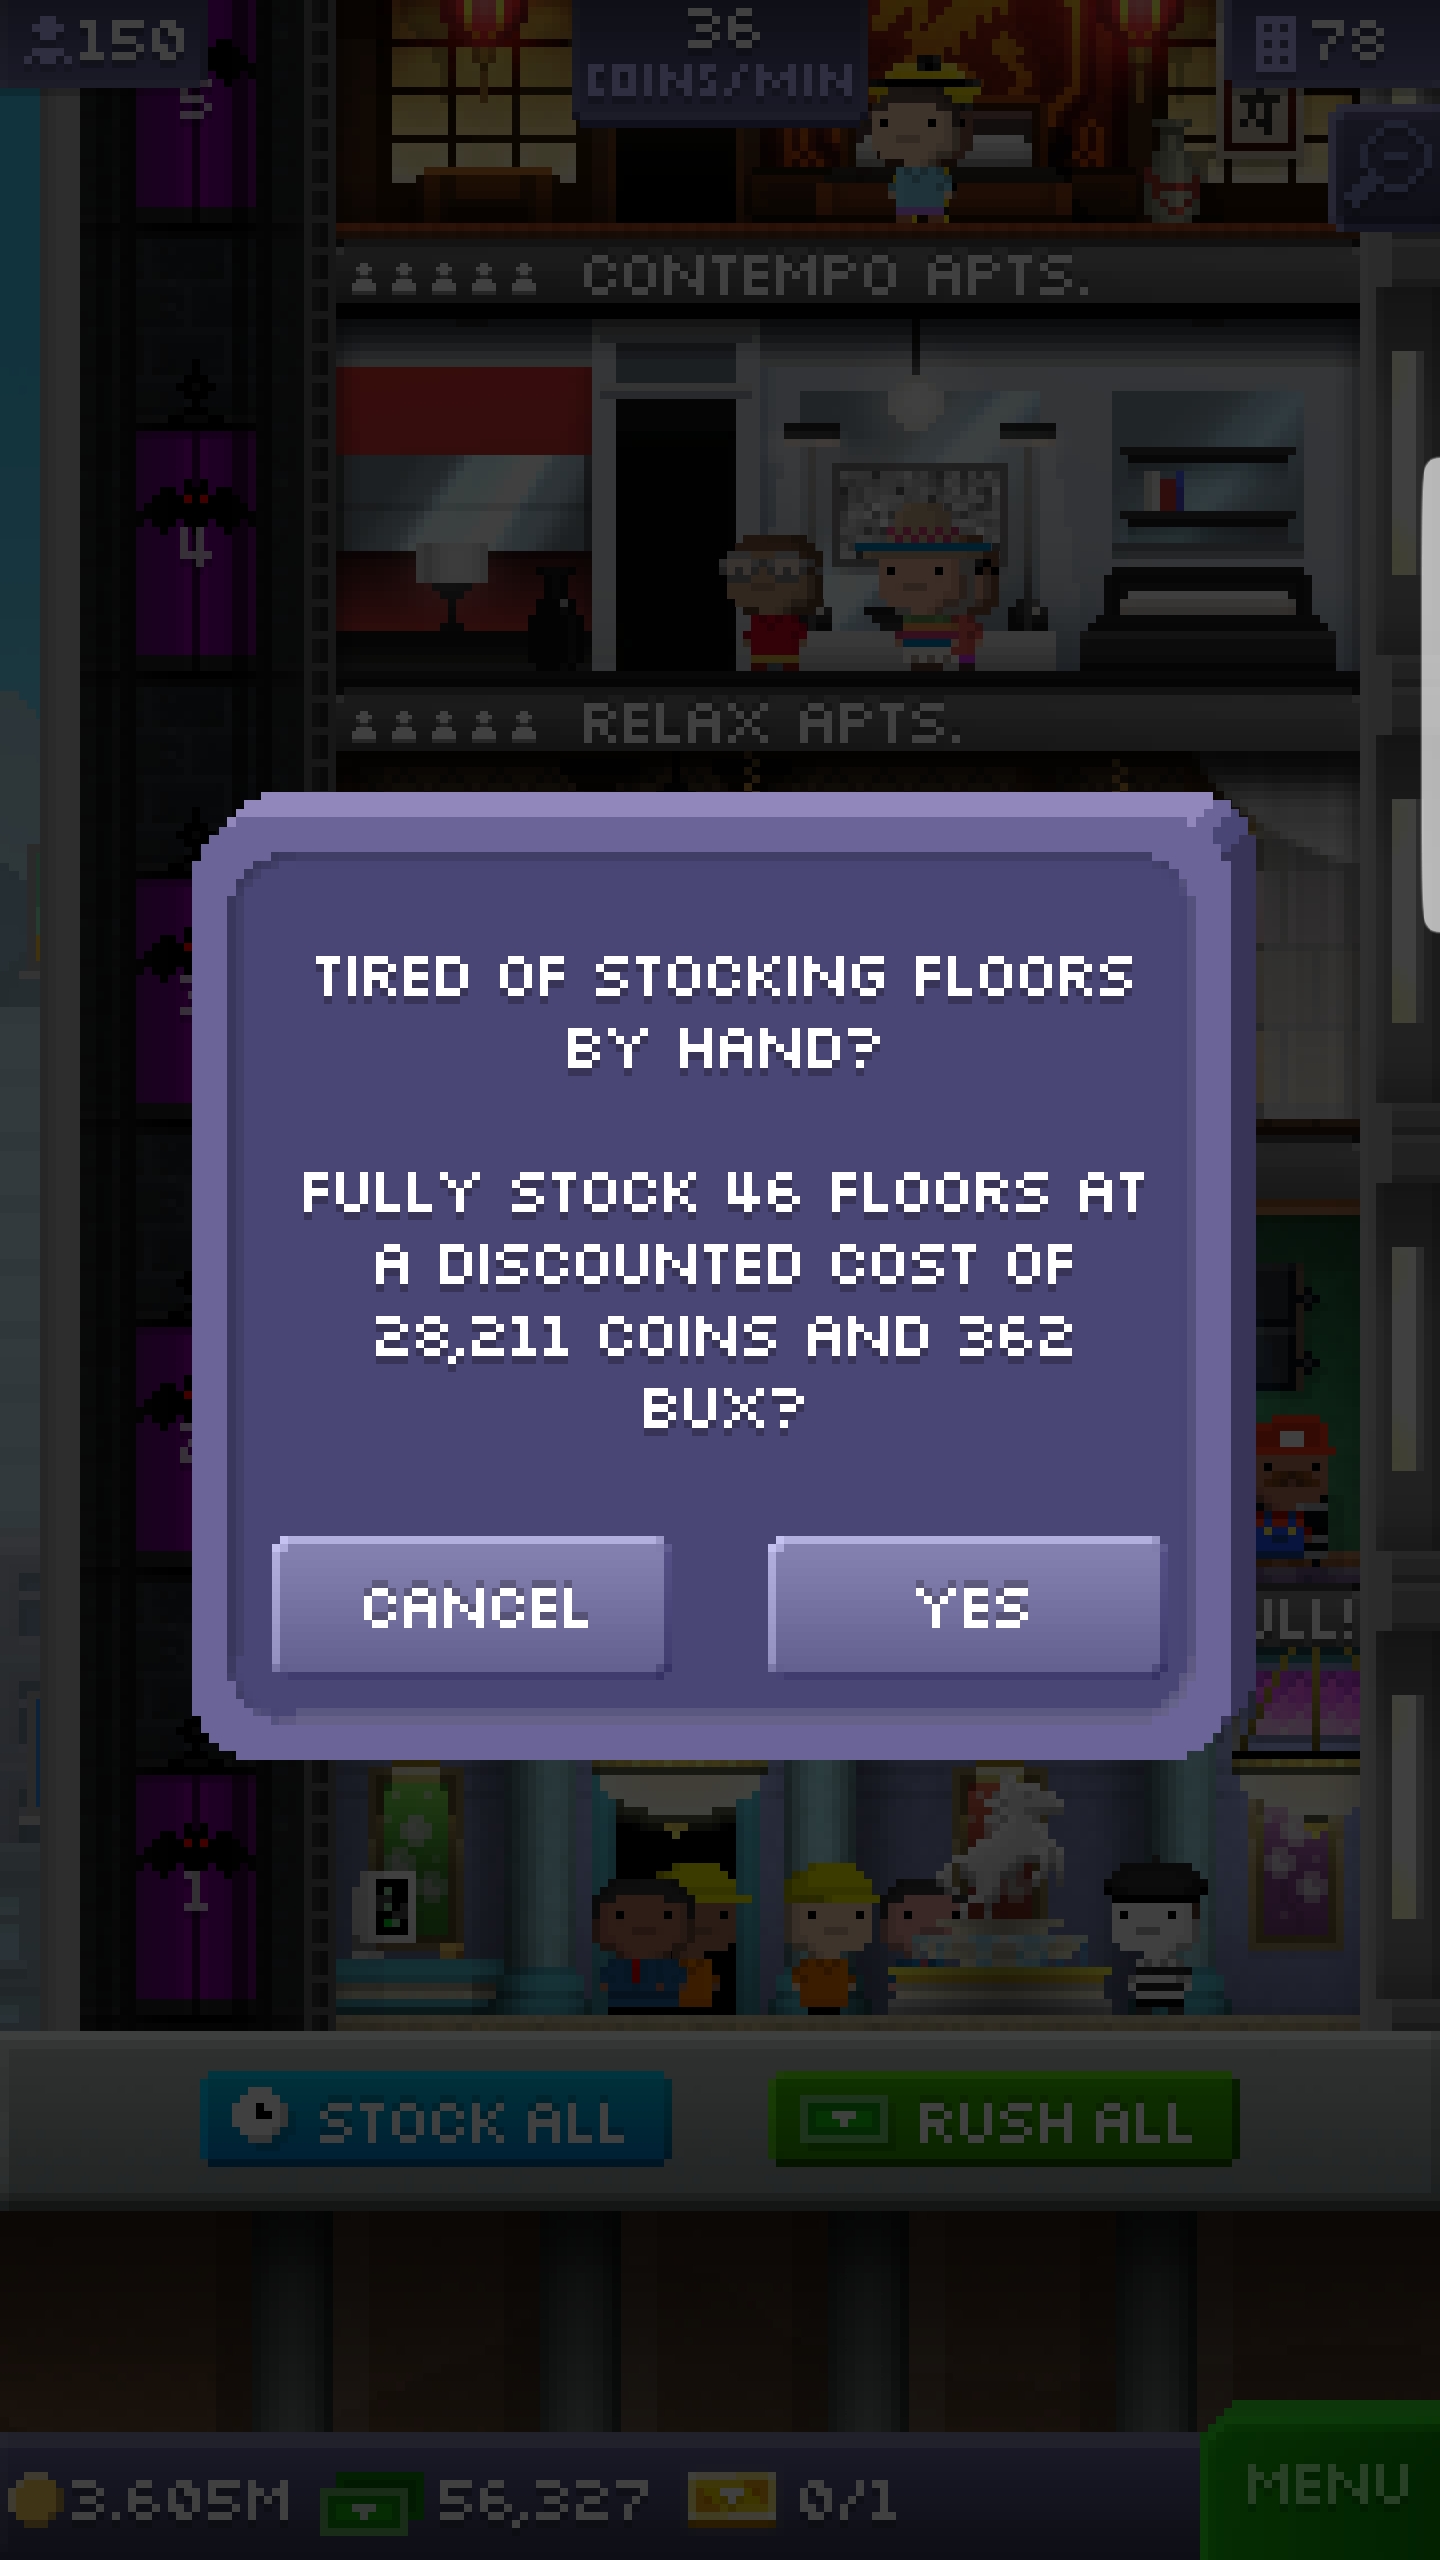 150
36
COINS/MIN
78
5
CONTEMPO APTS.
4
RELAX APTS.
TIRED OF STOCKING FLOORS
BY HAND?
FULLY STOCK 46 FLOORS AT
A DISCOUNTED COST OF
28,211 COINS AND 362
BUX?
CANCEL
YES
1
STOCK ALL
RUSH ALL
3.605M
56,327
0/1
MENU